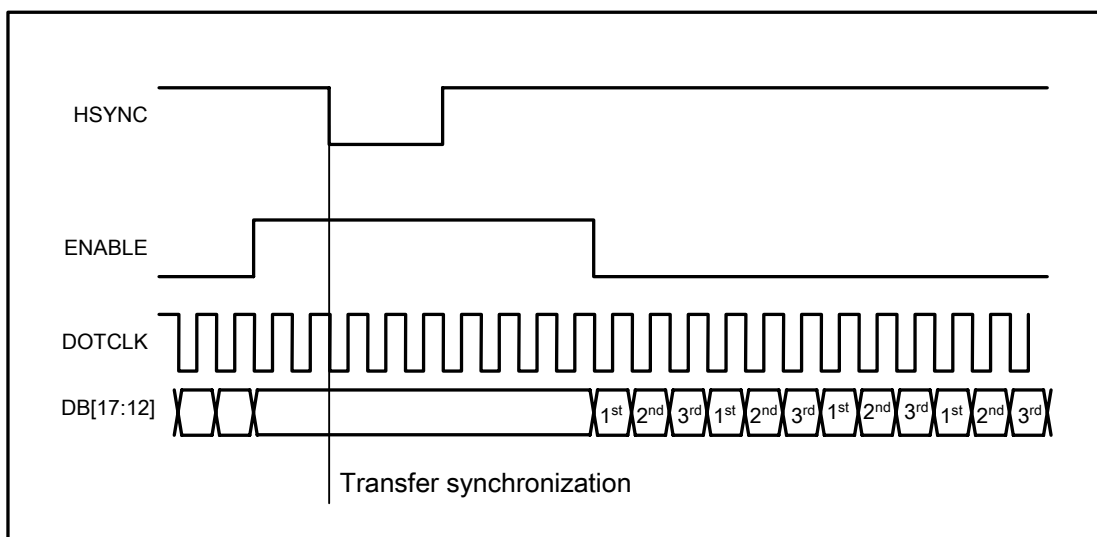 HSYNC
ENABLE
DOTCLK
DB[17:12] 1st 2nd 3rd 1st 2nd 3rd 1st 2nd 3rd 1st 2nd 3rd
Transfer synchronization